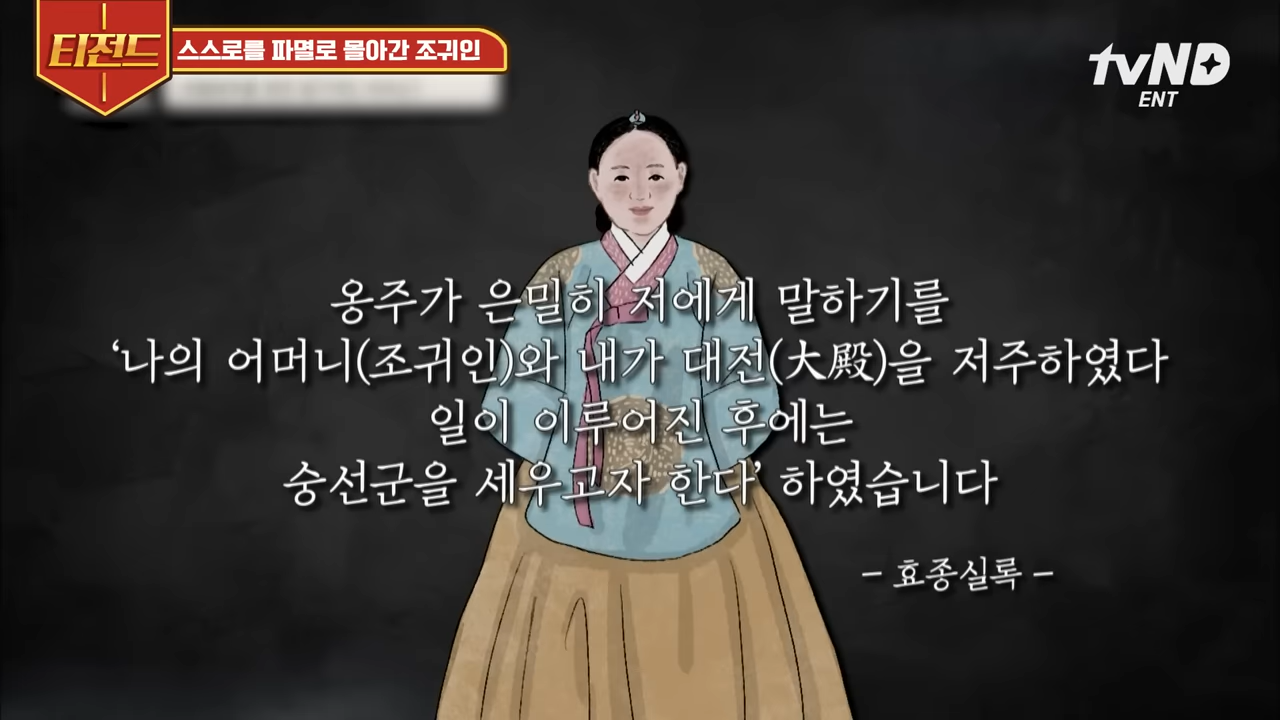 티전드
스스로를 파멸로 몰아간 조귀인
tvND
ENT
옹주가 은밀히 저에게 말하기를
‘나의 어머니(조귀인)와 내가 대전(大殿)을 저주하였다
일이 이루어진 후에는
숭선군을 세우고자 한다’ 하였습니다
– 효종실록 –